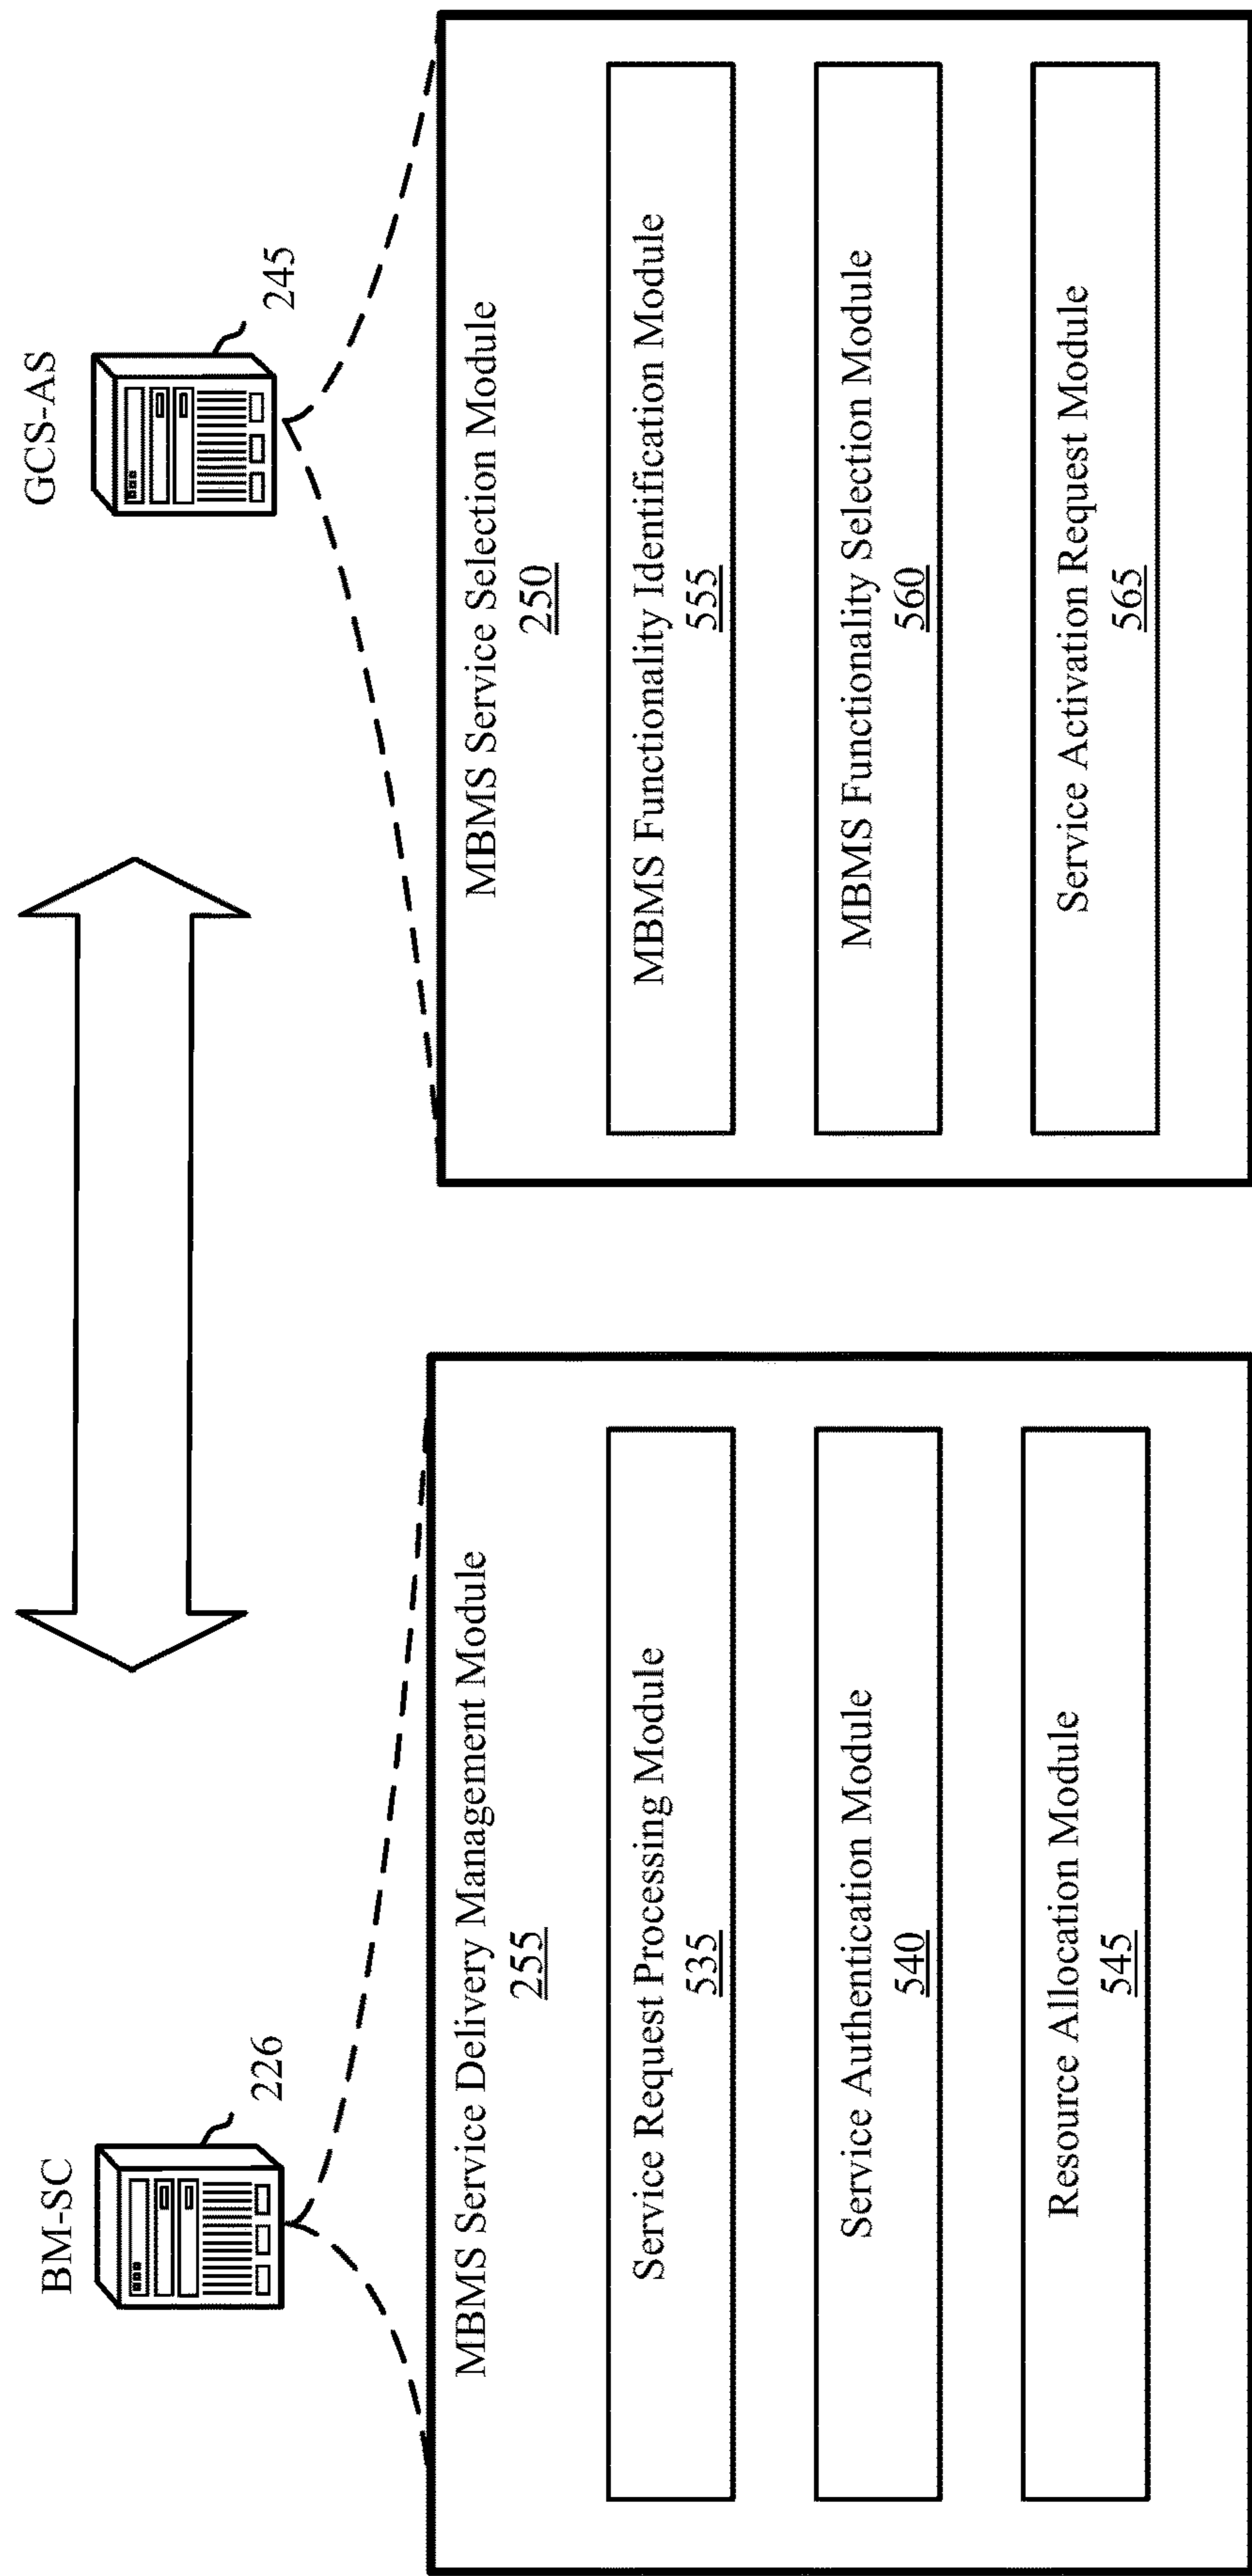 BM-SC
226
MBMS Service Delivery Management Module
255
Service Request Processing Module
535
Service Authentication Module
540
Resource Allocation Module
545
GCS-AS
245
MBMS Service Selection Module
250
MBMS Functionality Identification Module
555
MBMS Functionality Selection Module
560
Service Activation Request Module
565